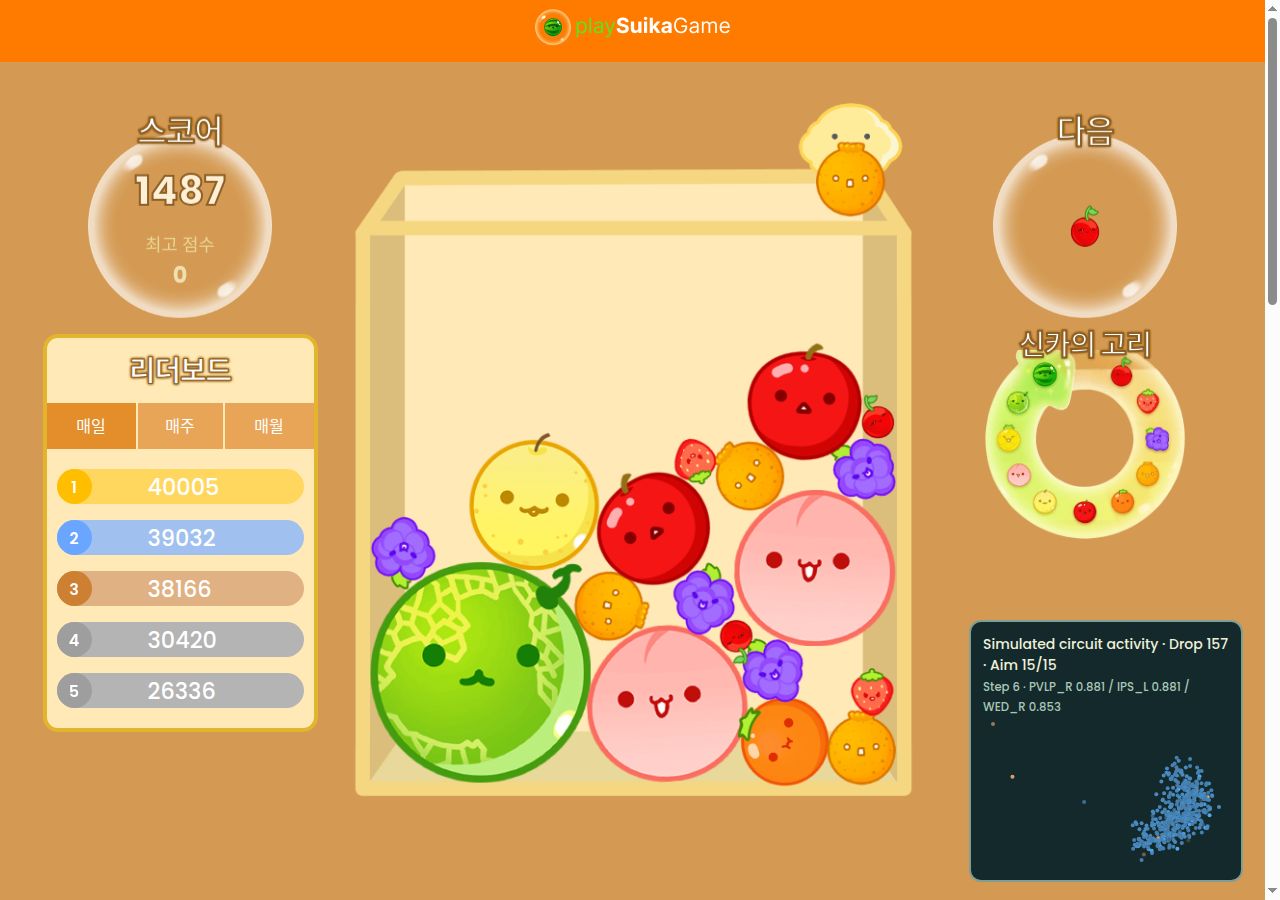 playSuikaGame
스코어
1487
최고 점수
0
리더보드
매일 매주 매월
1 40005
2 39032
3 38166
4 30420
5 26336
다음
신카의 고리
Simulated circuit activity · Drop 157
· Aim 15/15
Step 6 · PVLP_R 0.881 / IPS_L 0.881 /
WED_R 0.853